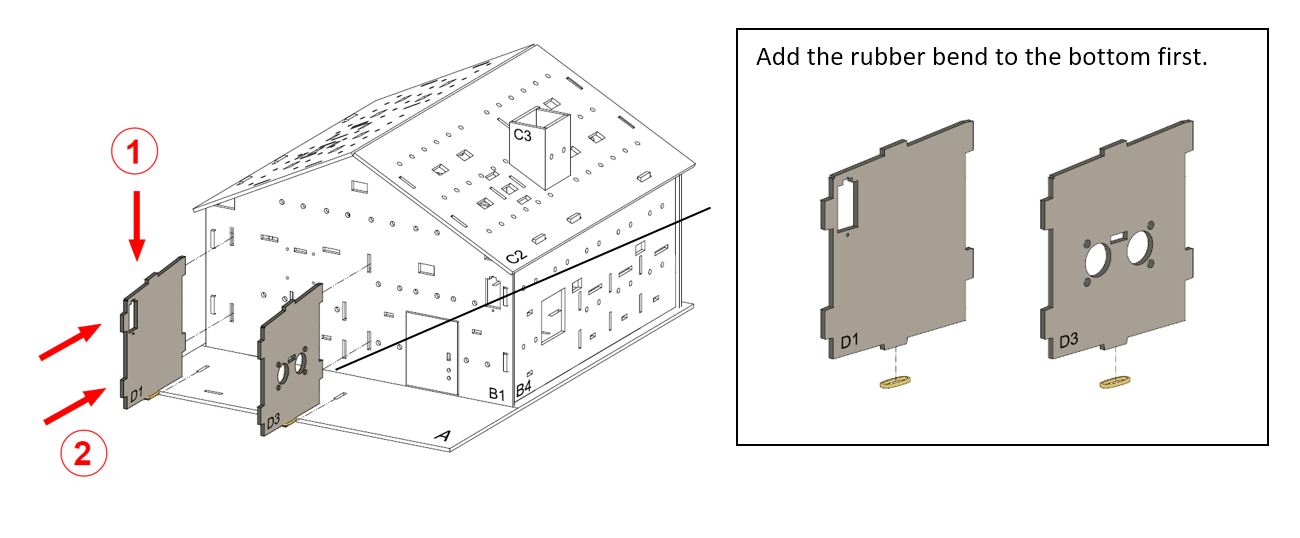 Add the rubber bend to the bottom first.
1
C3
C2
D1
B1
B4
D3
A
2
D1
D3